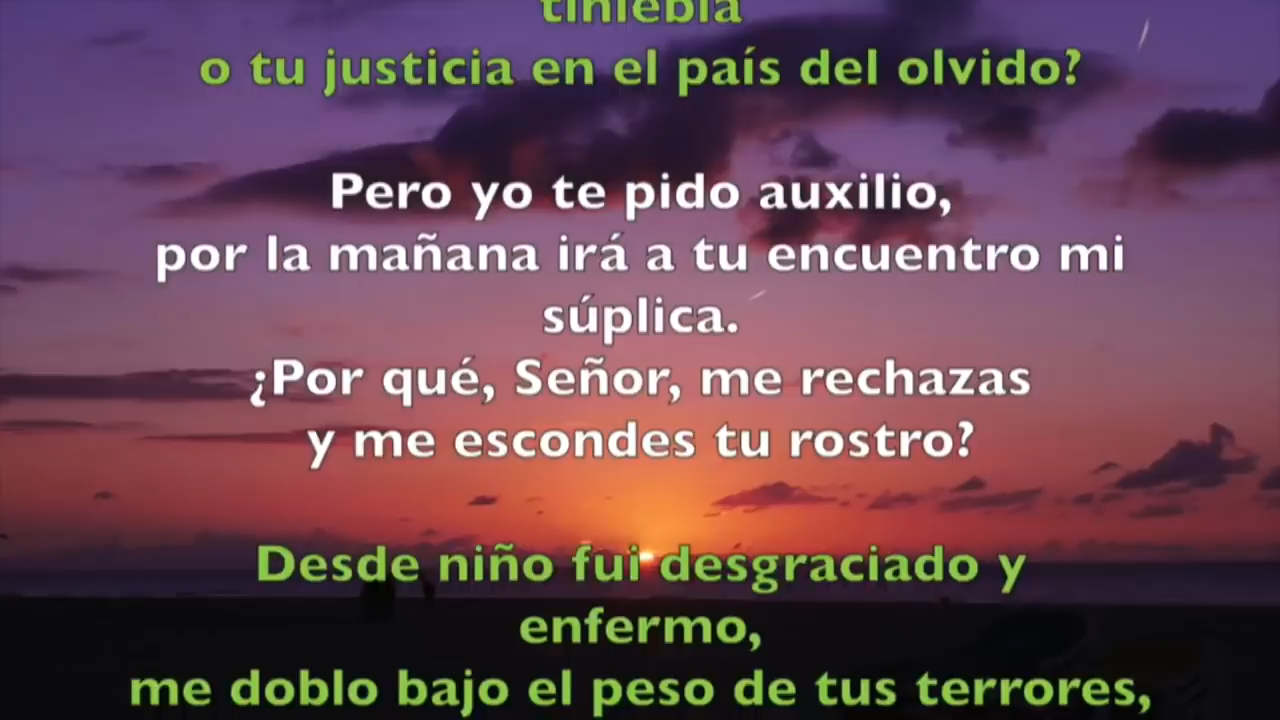 tiniebla
o tu justicia en el país del olvido?
Pero yo te pido auxilio,
por la mañana irá a tu encuentro mi
súplica.
¿Por qué, Señor, me rechazas
y me escondes tu rostro?
Desde niño fui desgraciado y
enfermo,
me doblo bajo el peso de tus terrores,